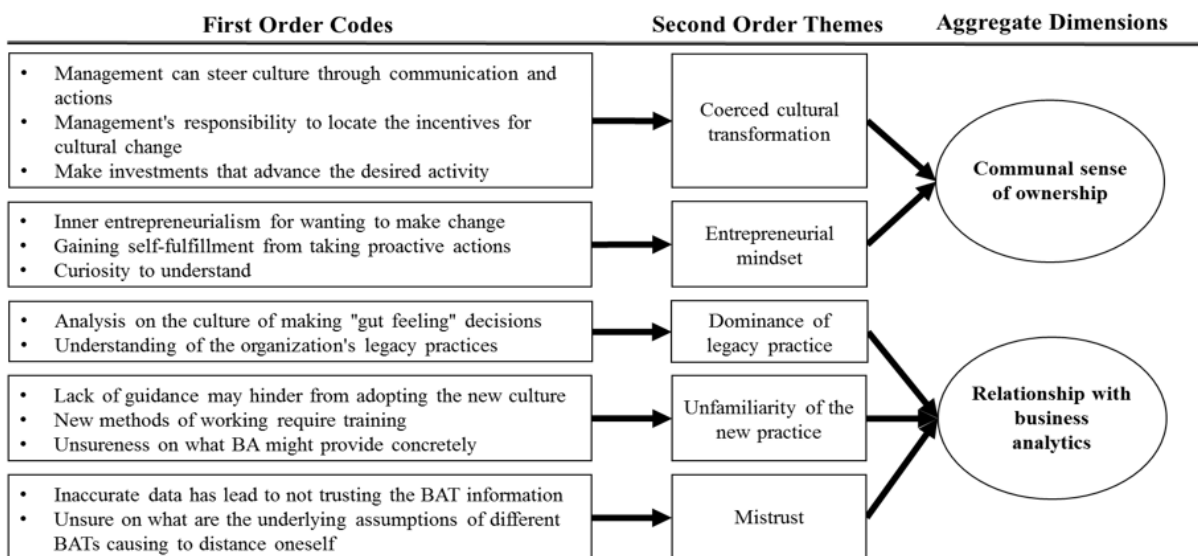 First Order Codes
Second Order Themes
Aggregate Dimensions
• Management can steer culture through communication and
actions
• Management's responsibility to locate the incentives for
cultural change
• Make investments that advance the desired activity
Coerced cultural
transformation
Communal sense
of ownership
• Inner entrepreneurialism for wanting to make change
• Gaining self-fulfillment from taking proactive actions
• Curiosity to understand
Entrepreneurial
mindset
• Analysis on the culture of making "gut feeling" decisions
• Understanding of the organization's legacy practices
Dominance of
legacy practice
• Lack of guidance may hinder from adopting the new culture
• New methods of working require training
• Unsureness on what BA might provide concretely
Unfamiliarity of the
new practice
Relationship with
business
analytics
• Inaccurate data has lead to not trusting the BAT information
• Unsure on what are the underlying assumptions of different
BATs causing to distance oneself
Mistrust